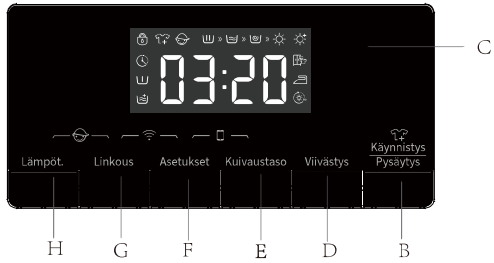 C
» » »
03:20
Käynnistys
Lämpöt. Linkous Asetukset Kuivaustaso Viivästys Pysäytys
H G F E D B